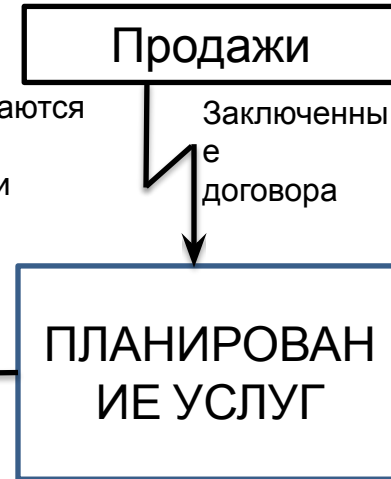 Продажи
аются
и
Заключенны
е
договора
ПЛАНИРОВАН
ИЕ УСЛУГ